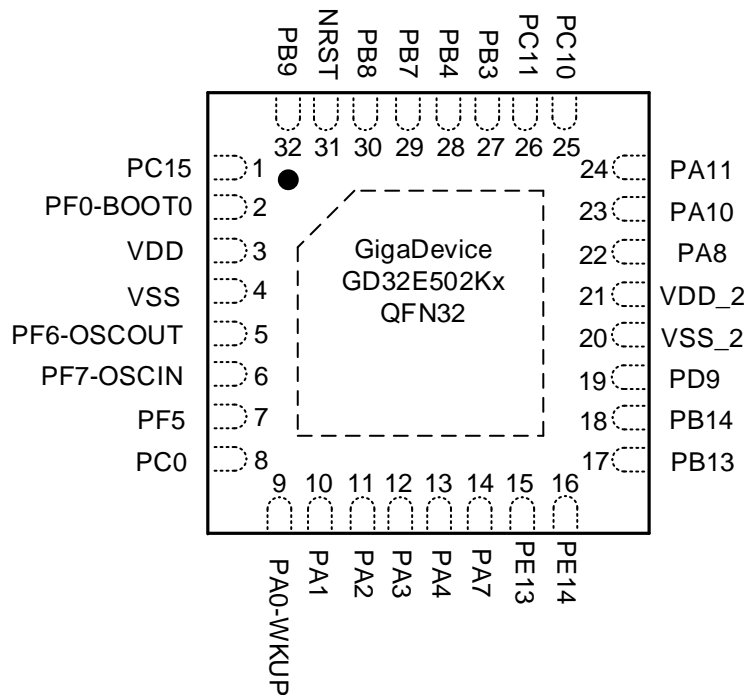 PB9
NRST
PB8
PB7
PB4
PB3
PC11
PC10
32
31
30
29
28
27
26
25
PC15 1
PF0-BOOT0 2
VDD 3
VSS 4
PF6-OSCOUT 5
PF7-OSCIN 6
PF5 7
PC0 8
GigaDevice
GD32E502Kx
QFN32
24 PA11
23 PA10
22 PA8
21 VDD_2
20 VSS_2
19 PD9
18 PB14
17 PB13
9
10
11
12
13
14
15
16
PA0-WKUP
PA1
PA2
PA3
PA4
PA7
PE13
PE14